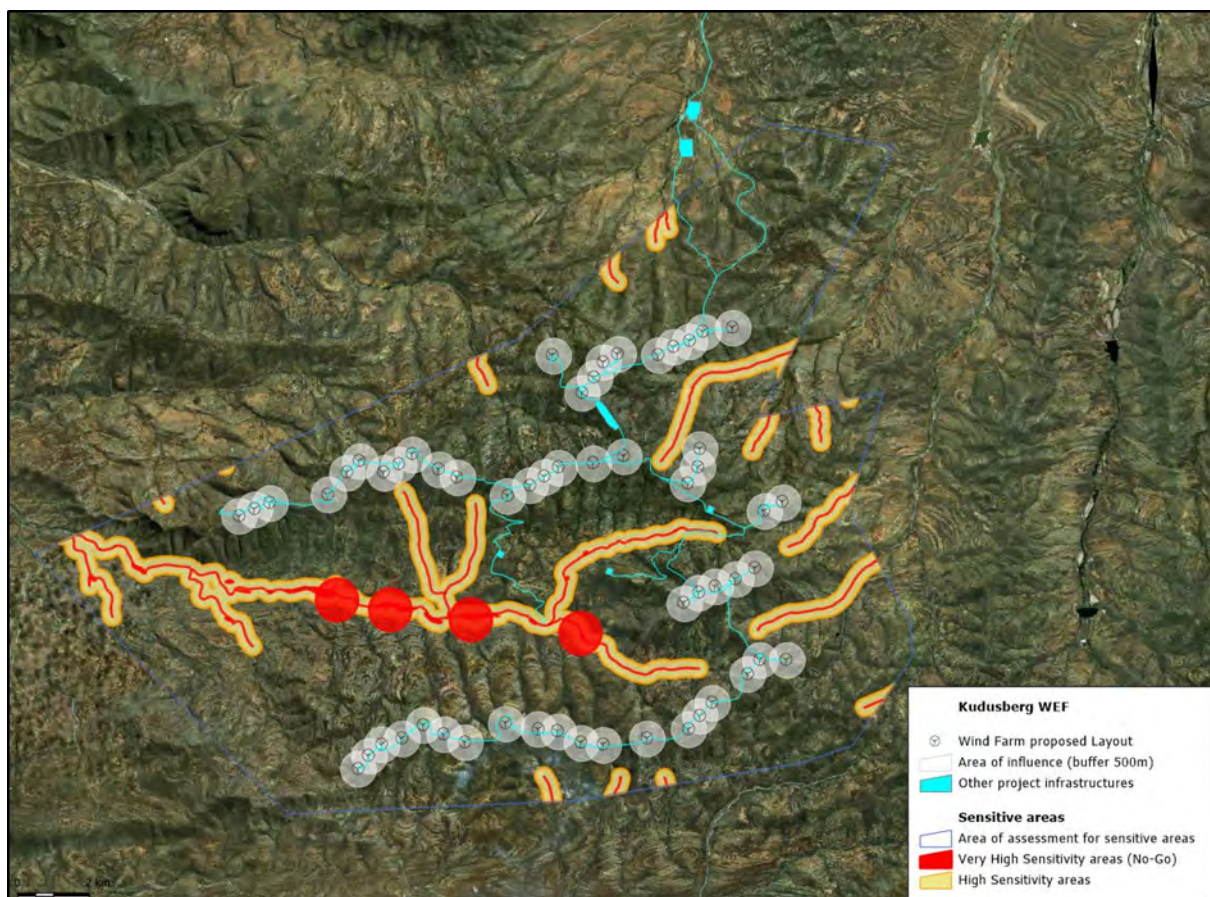 Kudusberg WEF
Wind Farm proposed Layout
Area of influence (buffer 500m)
Other project infrastructures
Sensitive areas
Area of assessment for sensitive areas
Very High Sensitivity areas (No-Go)
High Sensitivity areas
0 2 km